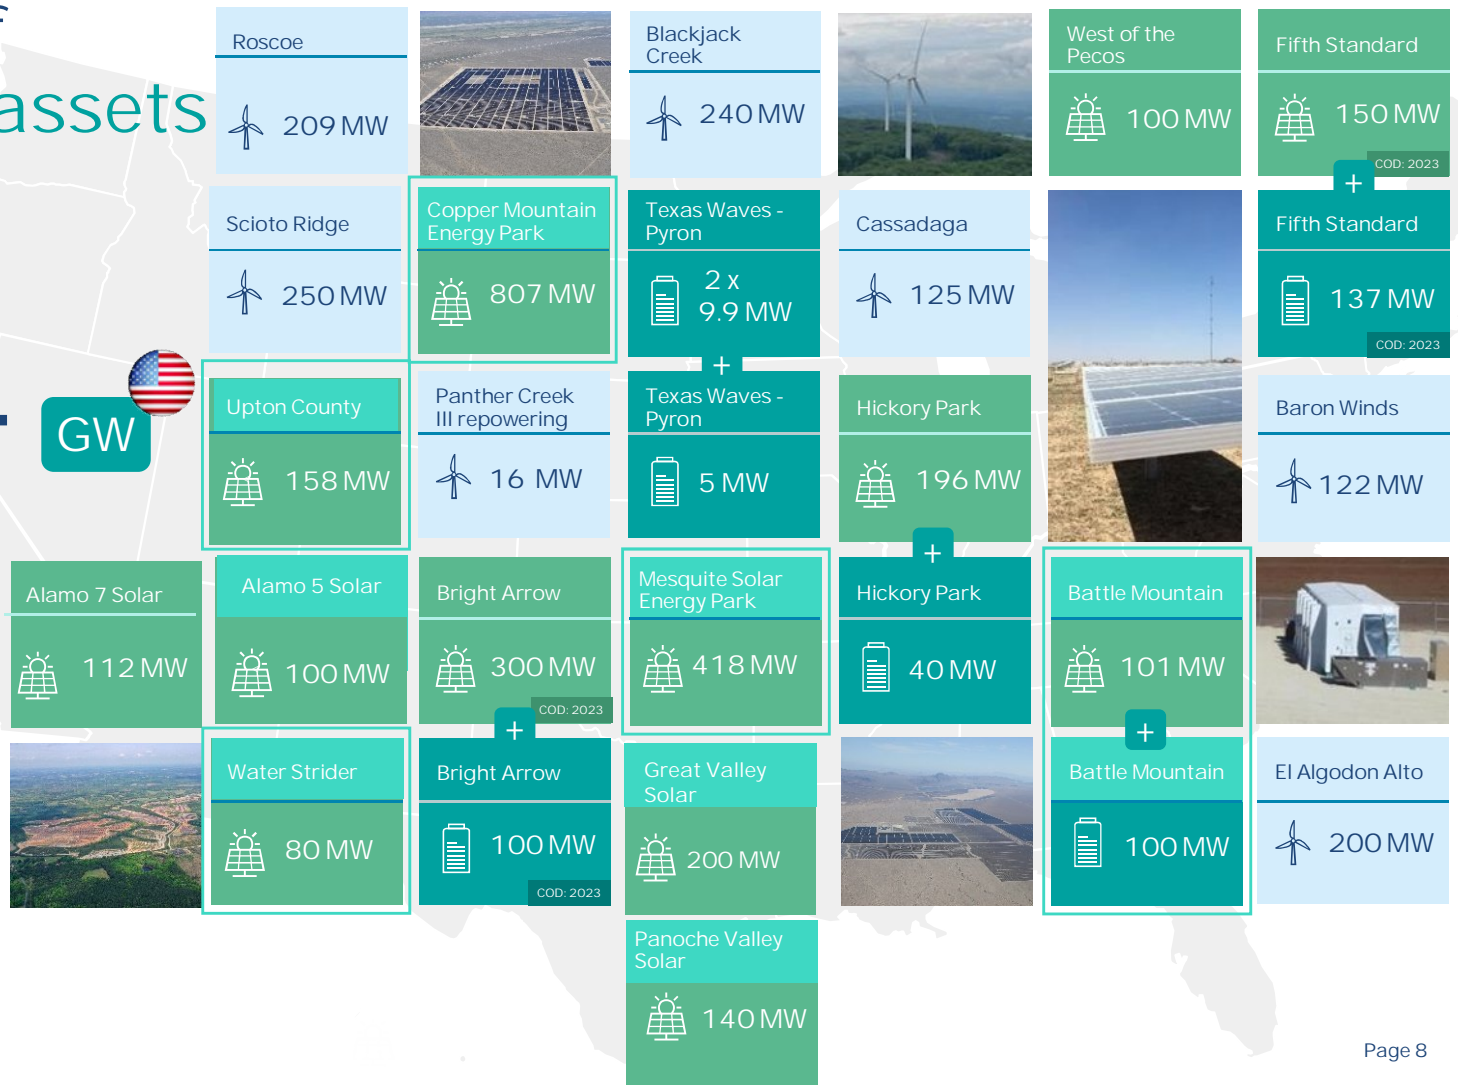 assets
GW
Roscoe
209 MW
Blackjack
Creek
240 MW
West of the
Pecos
100 MW
Fifth Standard
150 MW
COD: 2023
+
Scioto Ridge
250 MW
Copper Mountain
Energy Park
807 MW
Texas Waves -
Pyron
2 x
9.9 MW
+
Cassadaga
125 MW
Fifth Standard
137 MW
COD: 2023
Upton County
158 MW
Panther Creek
III repowering
16 MW
Texas Waves -
Pyron
5 MW
Hickory Park
196 MW
+
Baron Winds
122 MW
Alamo 7 Solar
112 MW
Alamo 5 Solar
100 MW
Bright Arrow
300 MW
COD: 2023
+
Mesquite Solar
Energy Park
418 MW
Hickory Park
40 MW
Battle Mountain
101 MW
+
Water Strider
80 MW
Bright Arrow
100 MW
COD: 2023
Great Valley
Solar
200 MW
Battle Mountain
100 MW
El Algodon Alto
200 MW
Panoche Valley
Solar
140 MW
Page 8